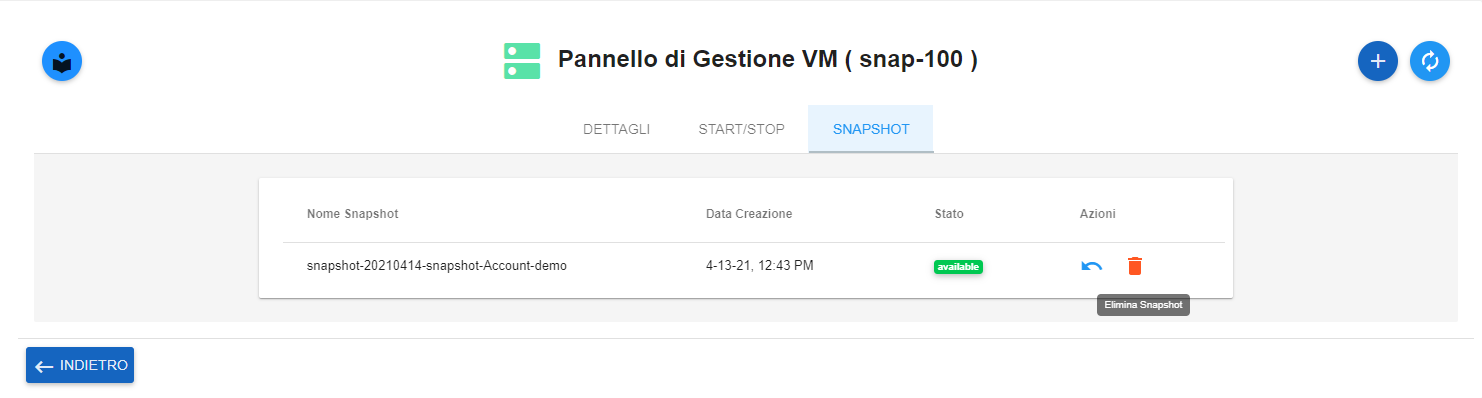 Pannello di Gestione VM ( snap-100 )
DETTAGLI START/STOP SNAPSHOT
Nome Snapshot Data Creazione Stato Azioni
snapshot-20210414-snapshot-Account-demo 4-13-21, 12:43 PM available
Elimina Snapshot
INDIETRO